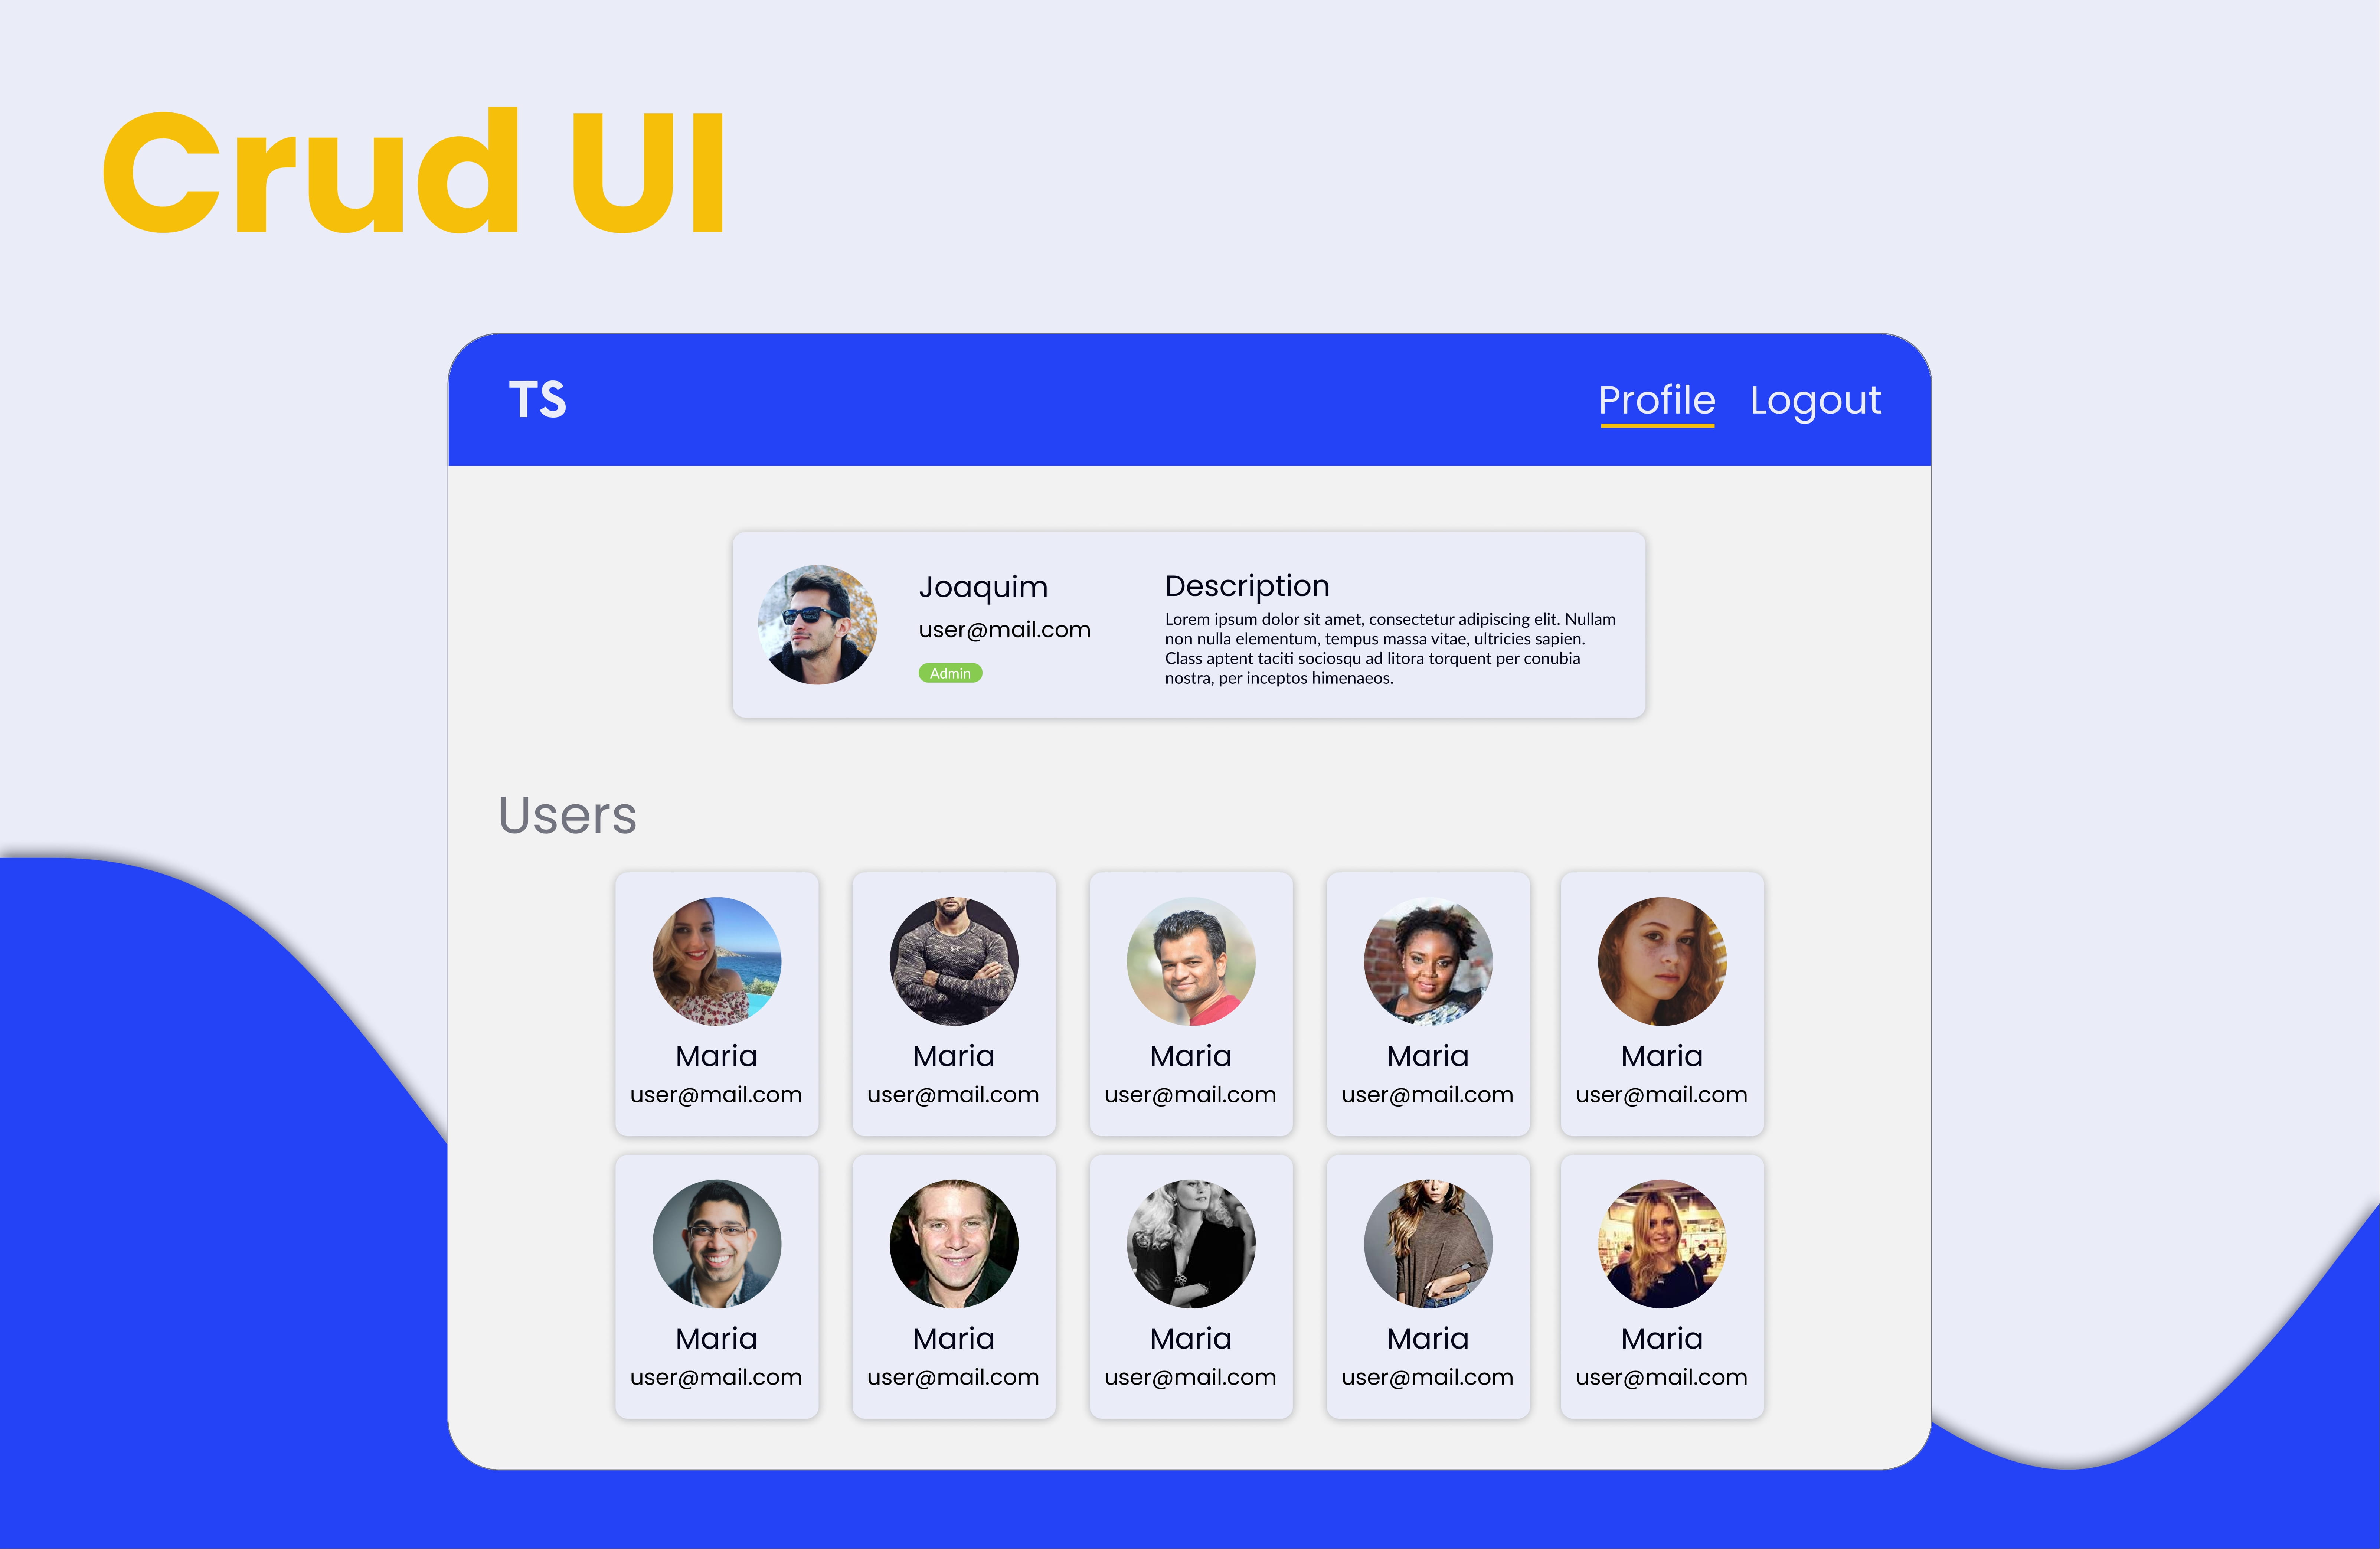 Crud UI
TS
Profile Logout
Joaquim
user@mail.com
Admin
Description
Lorem ipsum dolor sit amet, consectetur adipiscing elit. Nullam
non nulla elementum, tempus massa vitae, ultricies sapien.
Class aptent taciti sociosqu ad litora torquent per conubia
nostra, per inceptos himenaeos.
Users
Maria
user@mail.com
Maria
user@mail.com
Maria
user@mail.com
Maria
user@mail.com
Maria
user@mail.com
Maria
user@mail.com
Maria
user@mail.com
Maria
user@mail.com
Maria
user@mail.com
Maria
user@mail.com